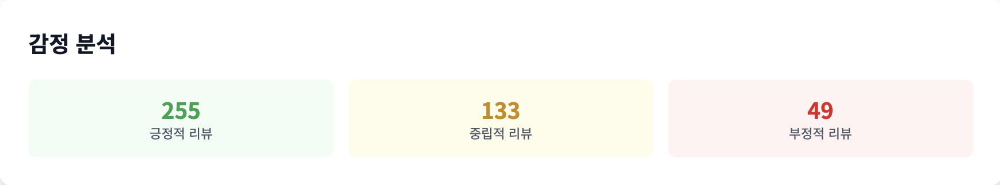 감정 분석
255
긍정적 리뷰
133
중립적 리뷰
49
부정적 리뷰